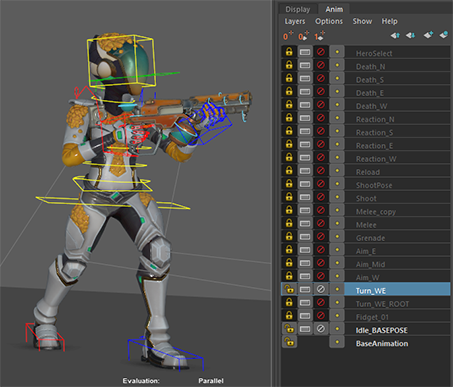 Display Anim
Layers Options Show Help
HeroSelect
Death_N
Death_S
Death_E
Death_W
Reaction_N
Reaction_S
Reaction_E
Reaction_W
Reload
ShootPose
Shoot
Melee_topy
Melee
Grenade
Aim_E
Aim_Mid
Aim_W
Turn_WE
Turn_WE_ROOT
Fidget_01
Idle_BASEPOSE
BaseAnimation
Evaluation: Parallel